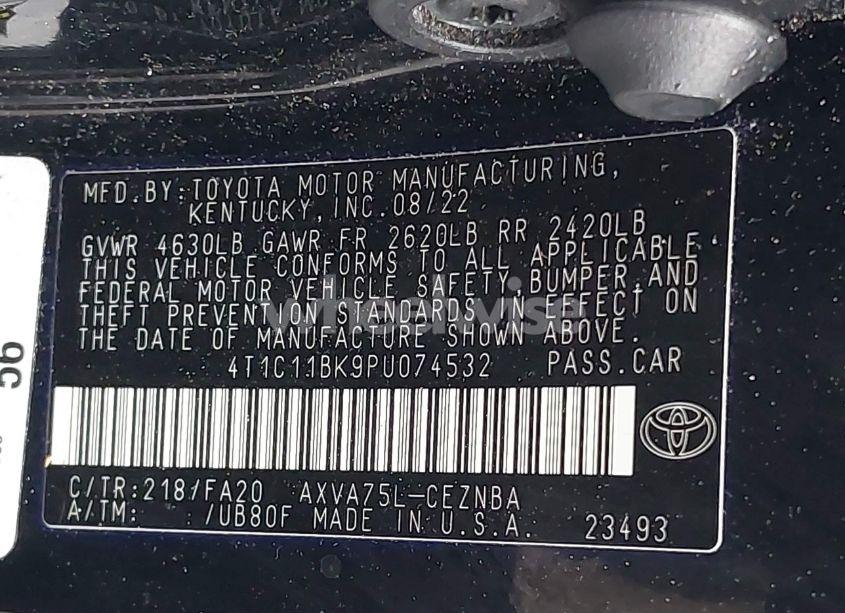 MFD.BY:TOYOTA MOTOR MANUFACTURING,
KENTUCKY, INC. 08/22
GVWR 4630LB GAWR FR 2620LB RR 2420LB
THIS VEHICLE CONFORMS TO ALL APPLICABLE
FEDERAL MOTOR VEHICLE SAFETY, BUMPER, AND
THEFT PREVENTION STANDARDS IN EFFECT ON
THE DATE OF MANUFACTURE SHOWN ABOVE.
4T1C11BK9PU074532 PASS.CAR
C/TR:218/FA20 AXVA75L-CEZNBA
A/TM: /UB80F MADE IN U.S.A. 23493
wheelwise